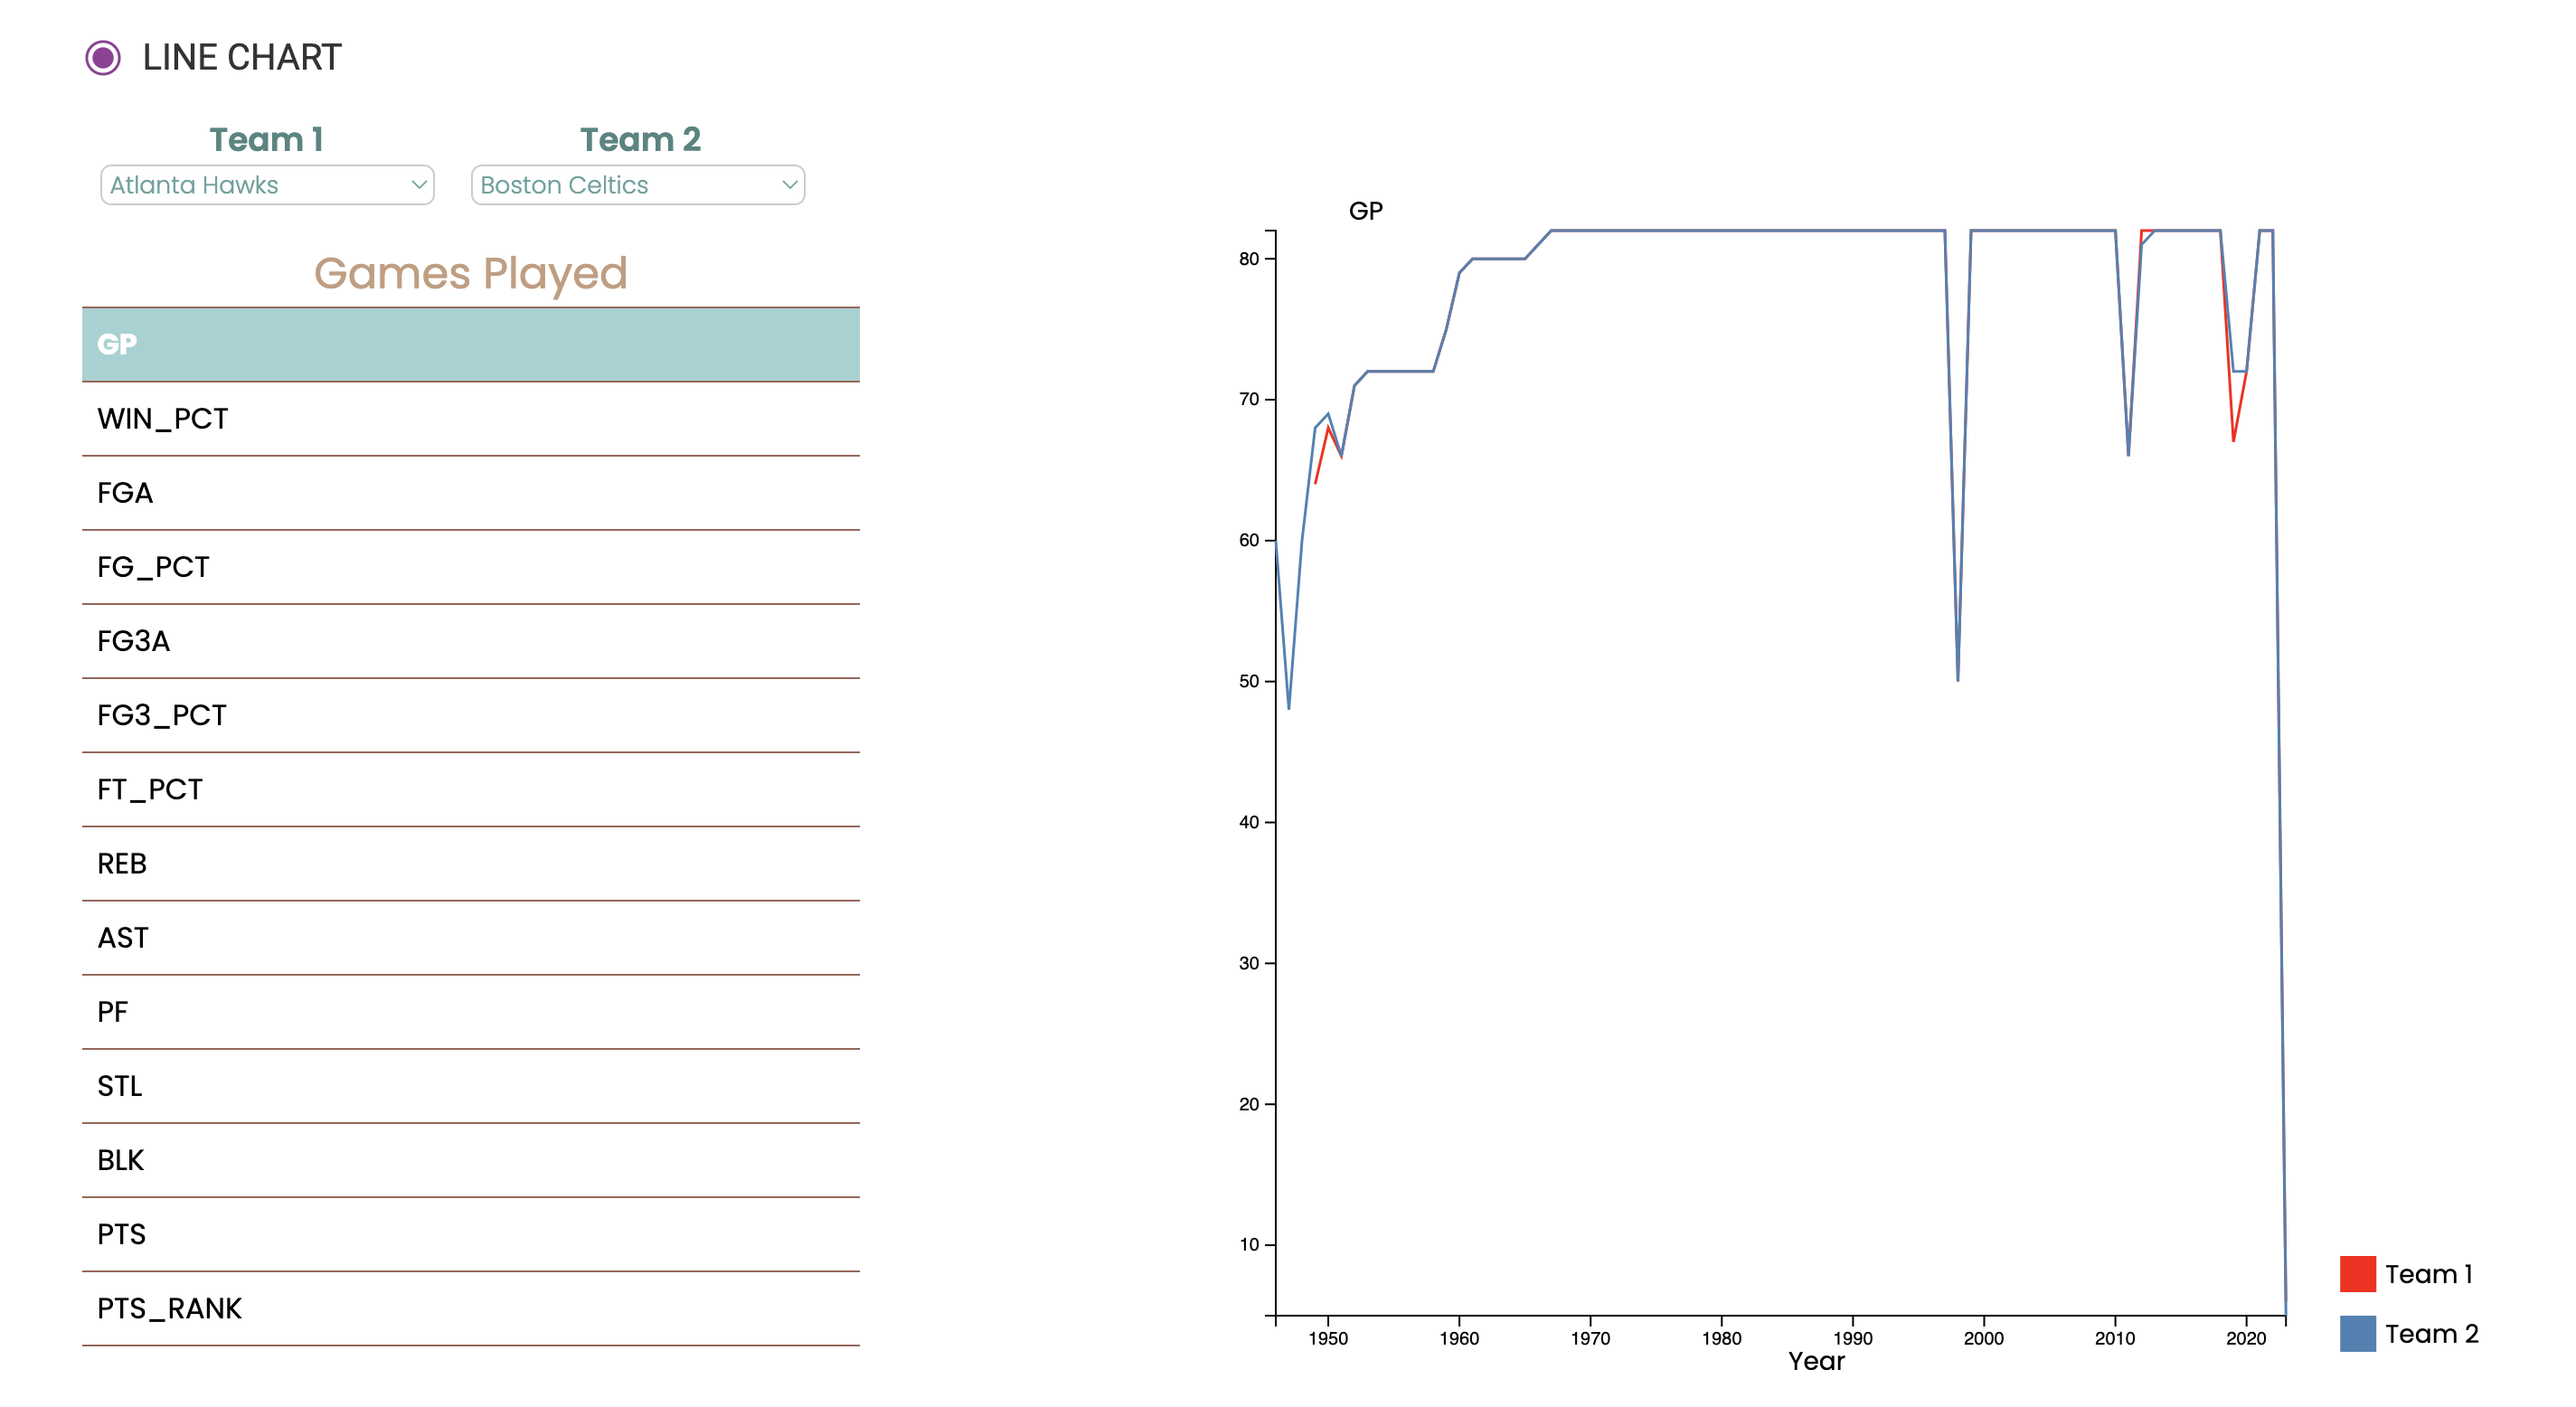 LINE CHART
Team 1
Team 2
Atlanta Hawks
Boston Celtics
Games Played
GP
WIN_PCT
FGA
FG_PCT
FG3A
FG3_PCT
FT_PCT
REB
AST
PF
STL
BLK
PTS
PTS_RANK
GP
80
70
60
50
40
30
20
10
1950 1960 1970 1980 1990 2000 2010 2020
Year
Team 1
Team 2